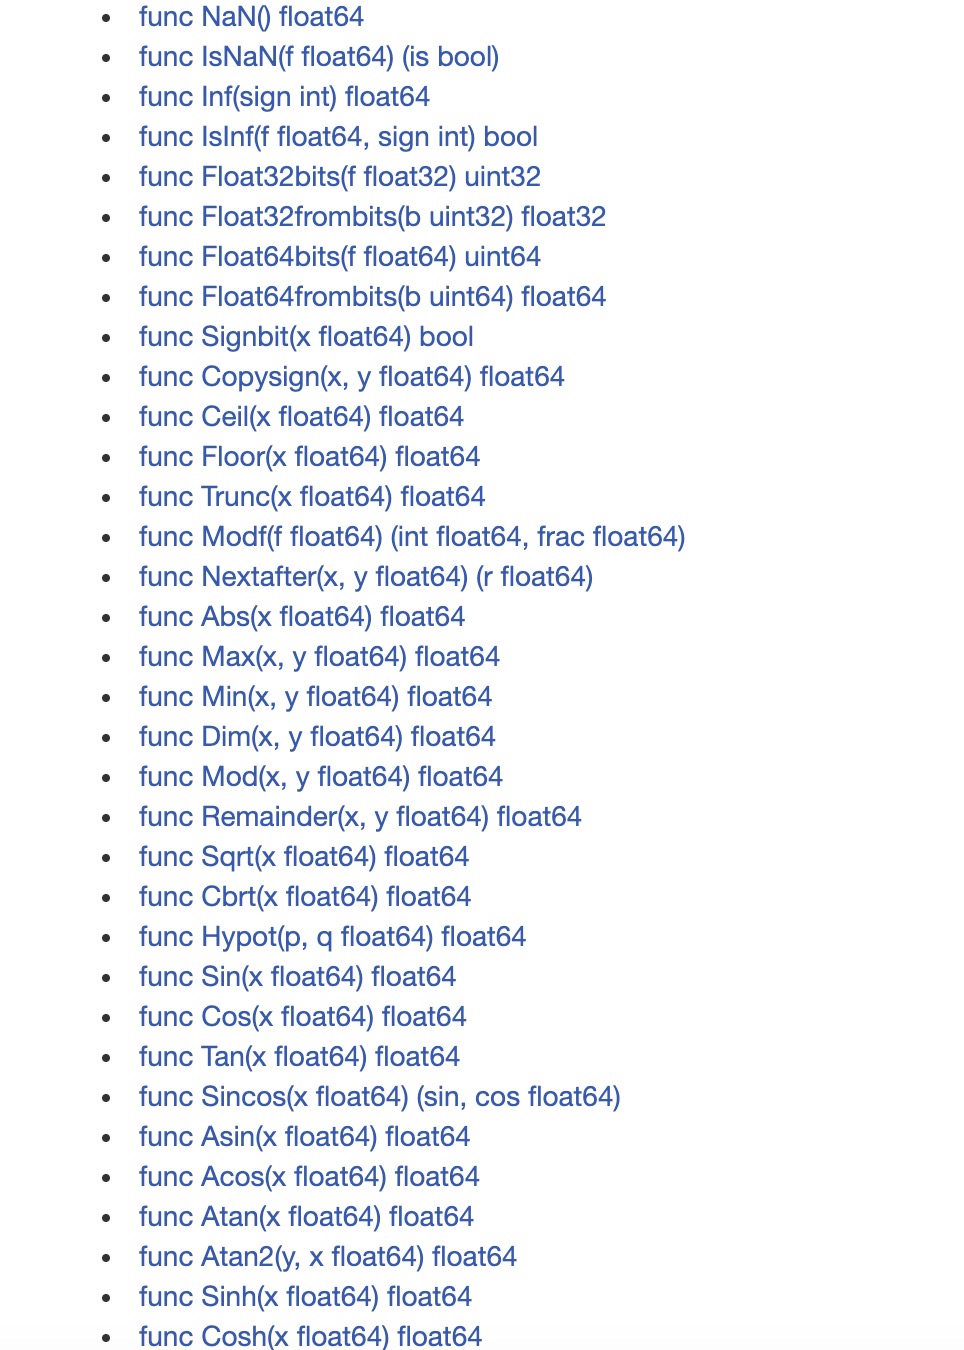 func NaN() float64
func IsNaN(f float64) (is bool)
func Inf(sign int) float64
func IsInf(f float64, sign int) bool
func Float32bits(f float32) uint32
func Float32frombits(b uint32) float32
func Float64bits(f float64) uint64
func Float64frombits(b uint64) float64
func Signbit(x float64) bool
func Copysign(x, y float64) float64
func Ceil(x float64) float64
func Floor(x float64) float64
func Trunc(x float64) float64
func Modf(f float64) (int float64, frac float64)
func Nextafter(x, y float64) (r float64)
func Abs(x float64) float64
func Max(x, y float64) float64
func Min(x, y float64) float64
func Dim(x, y float64) float64
func Mod(x, y float64) float64
func Remainder(x, y float64) float64
func Sqrt(x float64) float64
func Cbrt(x float64) float64
func Hypot(p, q float64) float64
func Sin(x float64) float64
func Cos(x float64) float64
func Tan(x float64) float64
func Sincos(x float64) (sin, cos float64)
func Asin(x float64) float64
func Acos(x float64) float64
func Atan(x float64) float64
func Atan2(y, x float64) float64
func Sinh(x float64) float64
func Cosh(x float64) float64